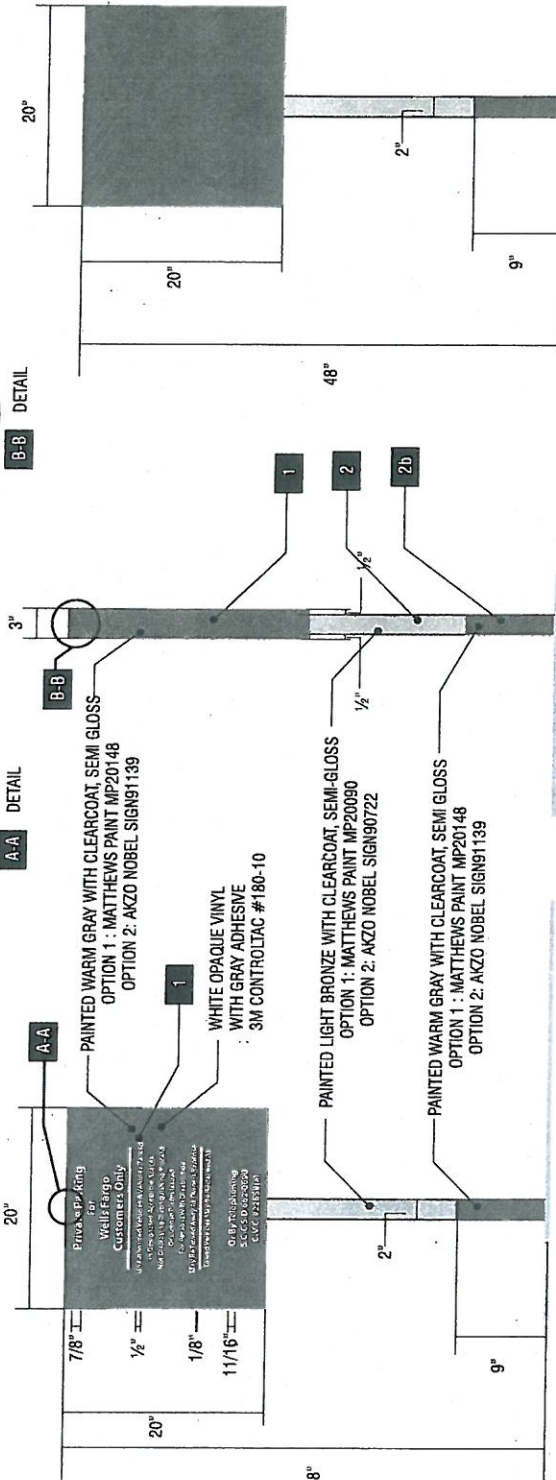 A-A DETAIL
B-B DETAIL
20"
3"
20"
A-A
B-B
PAINTED WARM GRAY WITH CLEARCOAT, SEMI GLOSS
OPTION 1 : MATTHEWS PAINT MP20148
OPTION 2: AKZO NOBEL SIGN91139
1
WHITE OPAQUE VINYL
WITH GRAY ADHESIVE
3M CONTROLTAC #180-10
Private Parking
For
Wells Fargo
Customers Only
Or By Telephoning
7/8"
1/2"
1/8"
11/16"
20"
8"
2"
9"
1
2
2b
1/2"
1/2"
PAINTED LIGHT BRONZE WITH CLEARCOAT, SEMI-GLOSS
OPTION 1: MATTHEWS PAINT MP20090
OPTION 2: AKZO NOBEL SIGN90722
PAINTED WARM GRAY WITH CLEARCOAT, SEMI GLOSS
OPTION 1 : MATTHEWS PAINT MP20148
OPTION 2: AKZO NOBEL SIGN91139
20"
48"
2"
9"